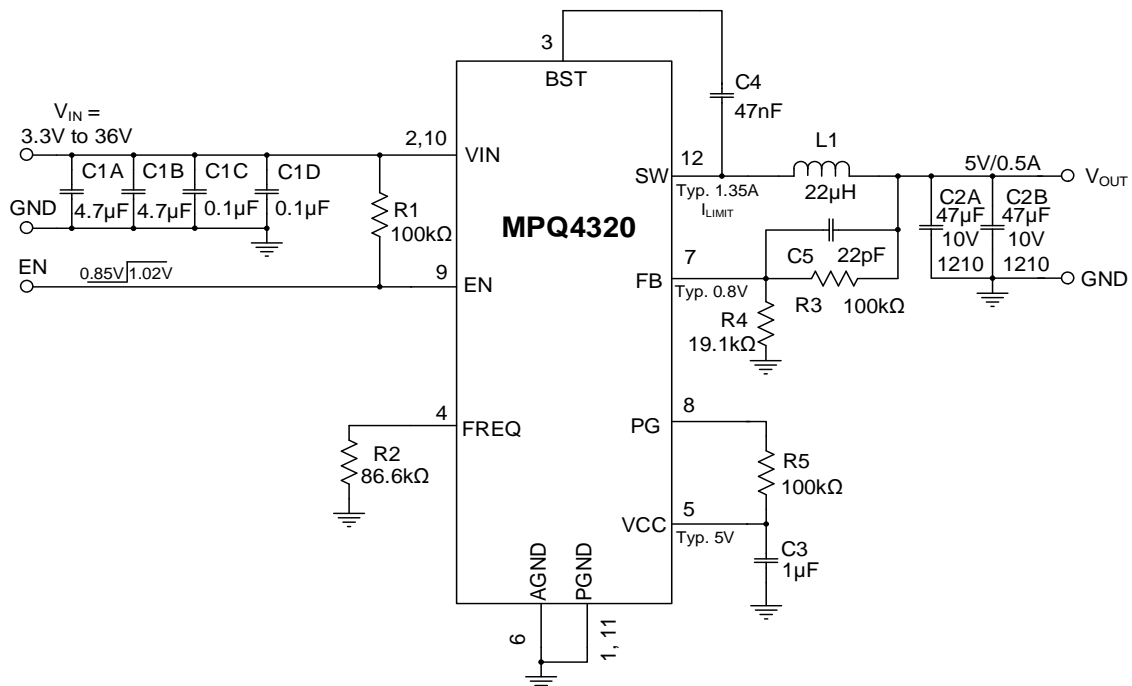 3
BST
C4
47nF
V_IN =
3.3V to 36V
2,10
VIN
C1A
C1B
C1C
C1D
4.7µF
4.7µF
0.1µF
0.1µF
GND
R1
100kΩ
EN
0.85V
1.02V
9
EN
MPQ4320
12
SW
Typ. 1.35A
I_LIMIT
L1
22µH
5V/0.5A
V_OUT
C2A
47µF
10V
1210
C2B
47µF
10V
1210
GND
7
FB
Typ. 0.8V
C5
22pF
R3
100kΩ
R4
19.1kΩ
4
FREQ
R2
86.6kΩ
8
PG
R5
100kΩ
5
VCC
Typ. 5V
C3
1µF
AGND
PGND
6
1, 11